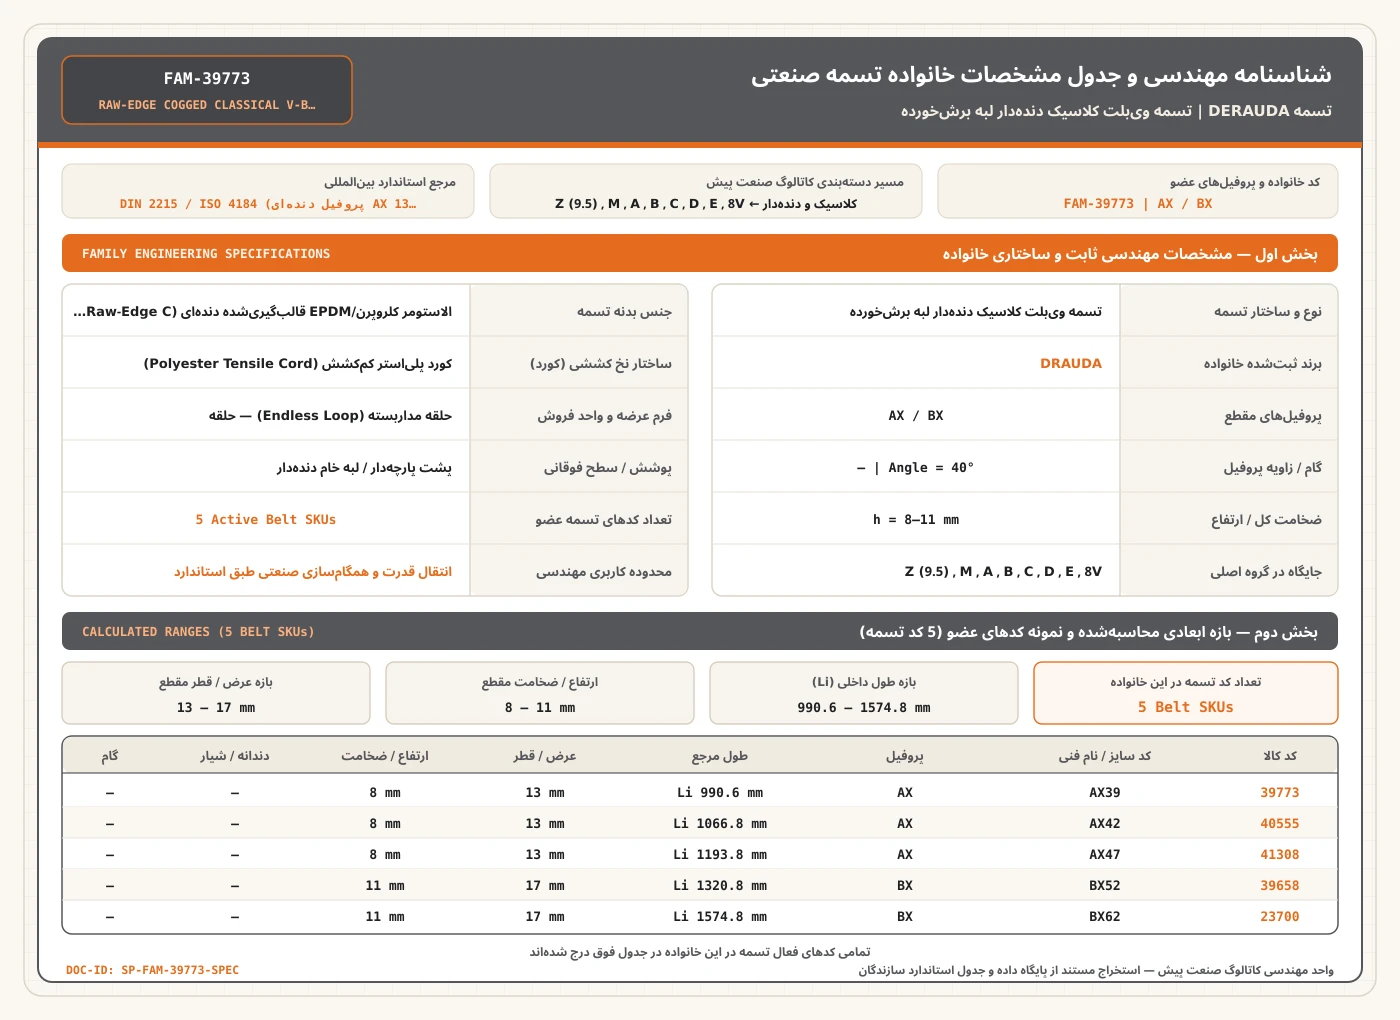 شناسنامه مهندسی و جدول مشخصات خانواده تسمه صنعتی
تسمه وی‌بلت کلاسیک دنده‌دار لبه برش‌خورده | DERAUDA تسمه
FAM-39773
RAW-EDGE COGGED CLASSICAL V-B…
کد خانواده و پروفیل‌های عضو
FAM-39773 | AX / BX
مسیر دسته‌بندی کاتالوگ صنعت پیش
کلاسیک و دنده‌دار ← Z (9.5) , M , A , B , C , D , E , 8V
مرجع استاندارد بین‌المللی
DIN 2215 / ISO 4184 (پروفیل دنده‌ای AX 13…
بخش اول — مشخصات مهندسی ثابت و ساختاری خانواده
FAMILY ENGINEERING SPECIFICATIONS
نوع و ساختار تسمه
تسمه وی‌بلت کلاسیک دنده‌دار لبه برش‌خورده
جنس بدنه تسمه
الاستومر کلروپرن/EPDM قالب‌گیری‌شده دنده‌ای (Raw-Edge C…
برند ثبت‌شده خانواده
DRAUDA
ساختار نخ کششی (کورد)
کورد پلی‌استر کم‌کشش (Polyester Tensile Cord)
پروفیل‌های مقطع
AX / BX
فرم عرضه و واحد فروش
حلقه مداربسته (Endless Loop) — حلقه
گام / زاویه پروفیل
— | Angle = 40°
پوشش / سطح فوقانی
پشت پارچه‌دار / لبه خام دنده‌دار
ضخامت کل / ارتفاع
h = 8–11 mm
تعداد کدهای تسمه عضو
5 Active Belt SKUs
جایگاه در گروه اصلی
Z (9.5) , M , A , B , C , D , E , 8V
محدوده کاربری مهندسی
انتقال قدرت و همگام‌سازی صنعتی طبق استاندارد
بخش دوم — بازه ابعادی محاسبه‌شده و نمونه کدهای عضو (5 کد تسمه)
CALCULATED RANGES (5 BELT SKUs)
تعداد کد تسمه در این خانواده
5 Belt SKUs
بازه طول داخلی (Li)
990.6 – 1574.8 mm
ارتفاع / ضخامت مقطع
8 – 11 mm
بازه عرض / قطر مقطع
13 – 17 mm
کد کالا	کد سایز / نام فنی	پروفیل	طول مرجع	عرض / قطر	ارتفاع / ضخامت	دندانه / شیار	گام
39773	AX39	AX	Li 990.6 mm	13 mm	8 mm	—	—
40555	AX42	AX	Li 1066.8 mm	13 mm	8 mm	—	—
41308	AX47	AX	Li 1193.8 mm	13 mm	8 mm	—	—
39658	BX52	BX	Li 1320.8 mm	17 mm	11 mm	—	—
23700	BX62	BX	Li 1574.8 mm	17 mm	11 mm	—	—
تمامی کدهای فعال تسمه در این خانواده در جدول فوق درج شده‌اند
واحد مهندسی کاتالوگ صنعت پیش — استخراج مستند از پایگاه داده و جدول استاندارد سازندگان
DOC-ID: SP-FAM-39773-SPEC